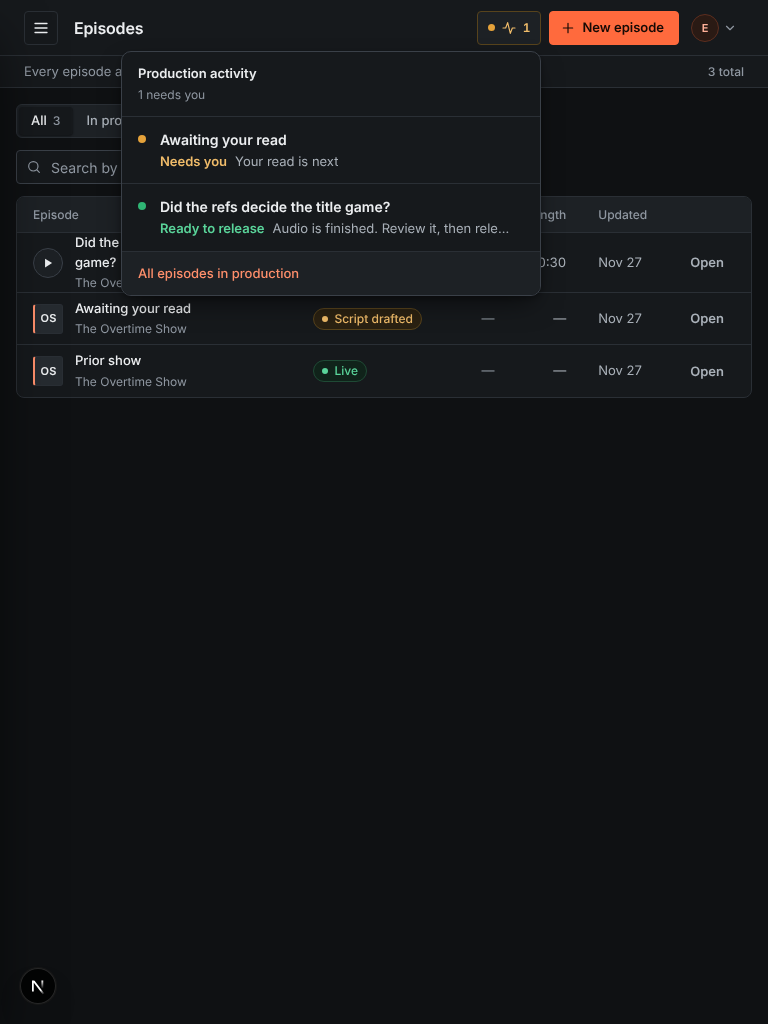 Episodes
1
New episode
E
Every episode a
3 total
Production activity
1 needs you
Awaiting your read
Needs you Your read is next
Did the refs decide the title game?
Ready to release Audio is finished. Review it, then rele...
All episodes in production
All 3 In pro
Search by
Episode ngth Updated
Did the
game?
The Ove
0:30 Nov 27 Open
OS
Awaiting your read
The Overtime Show
Script drafted — — Nov 27 Open
OS
Prior show
The Overtime Show
Live — — Nov 27 Open
N